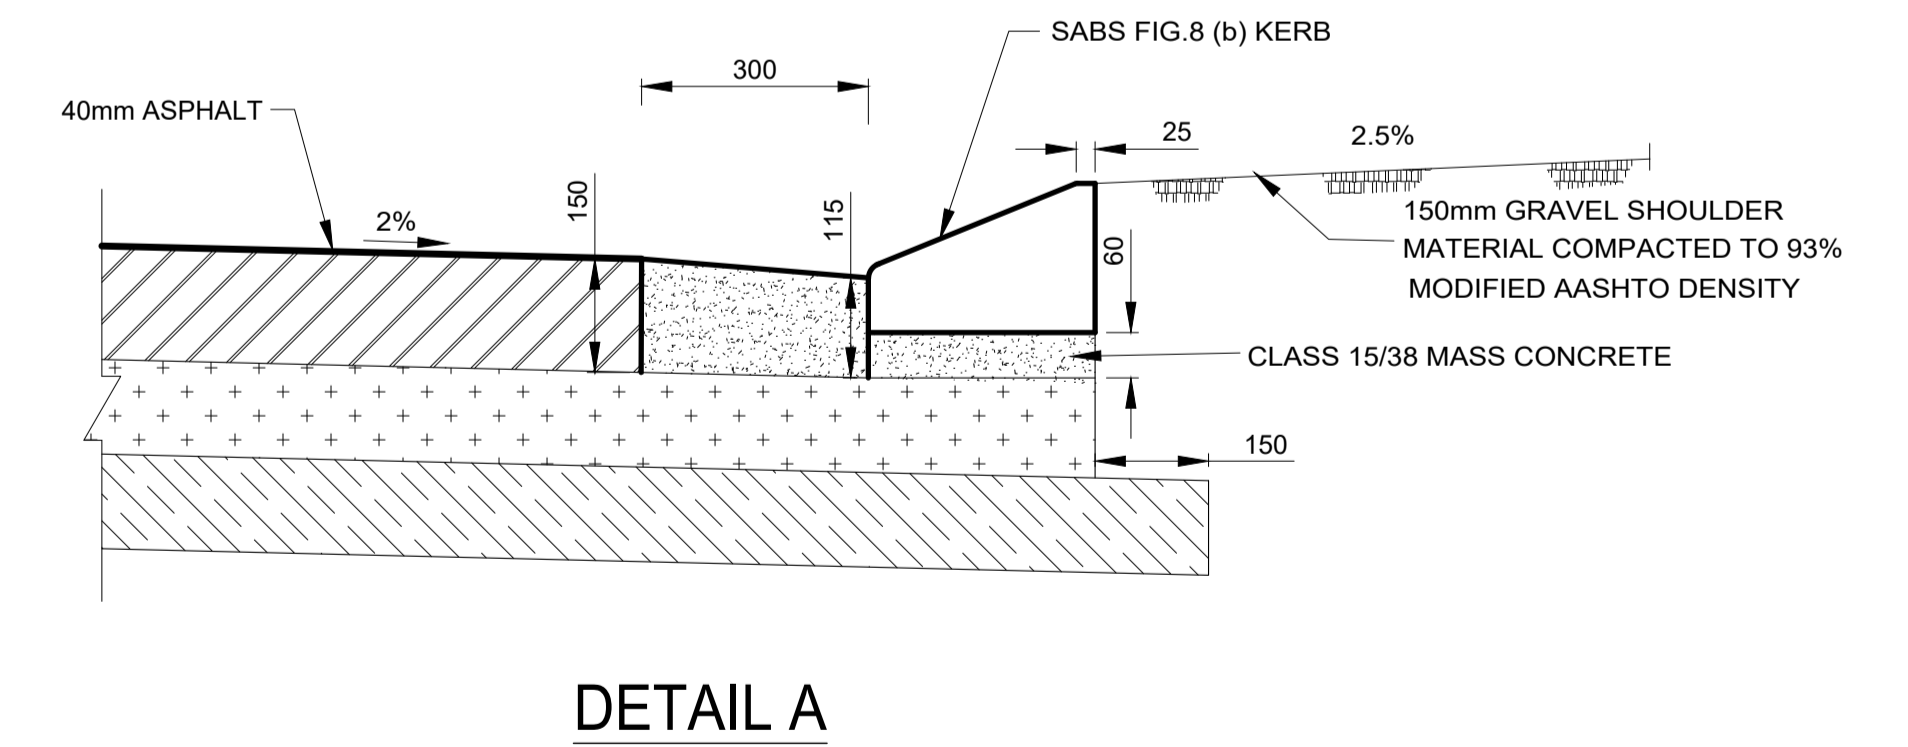 SABS FIG.8 (b) KERB
300
40mm ASPHALT
25
2.5%
150
115
2%
150mm GRAVEL SHOULDER
MATERIAL COMPACTED TO 93%
MODIFIED AASHTO DENSITY
60
CLASS 15/38 MASS CONCRETE
150
DETAIL A